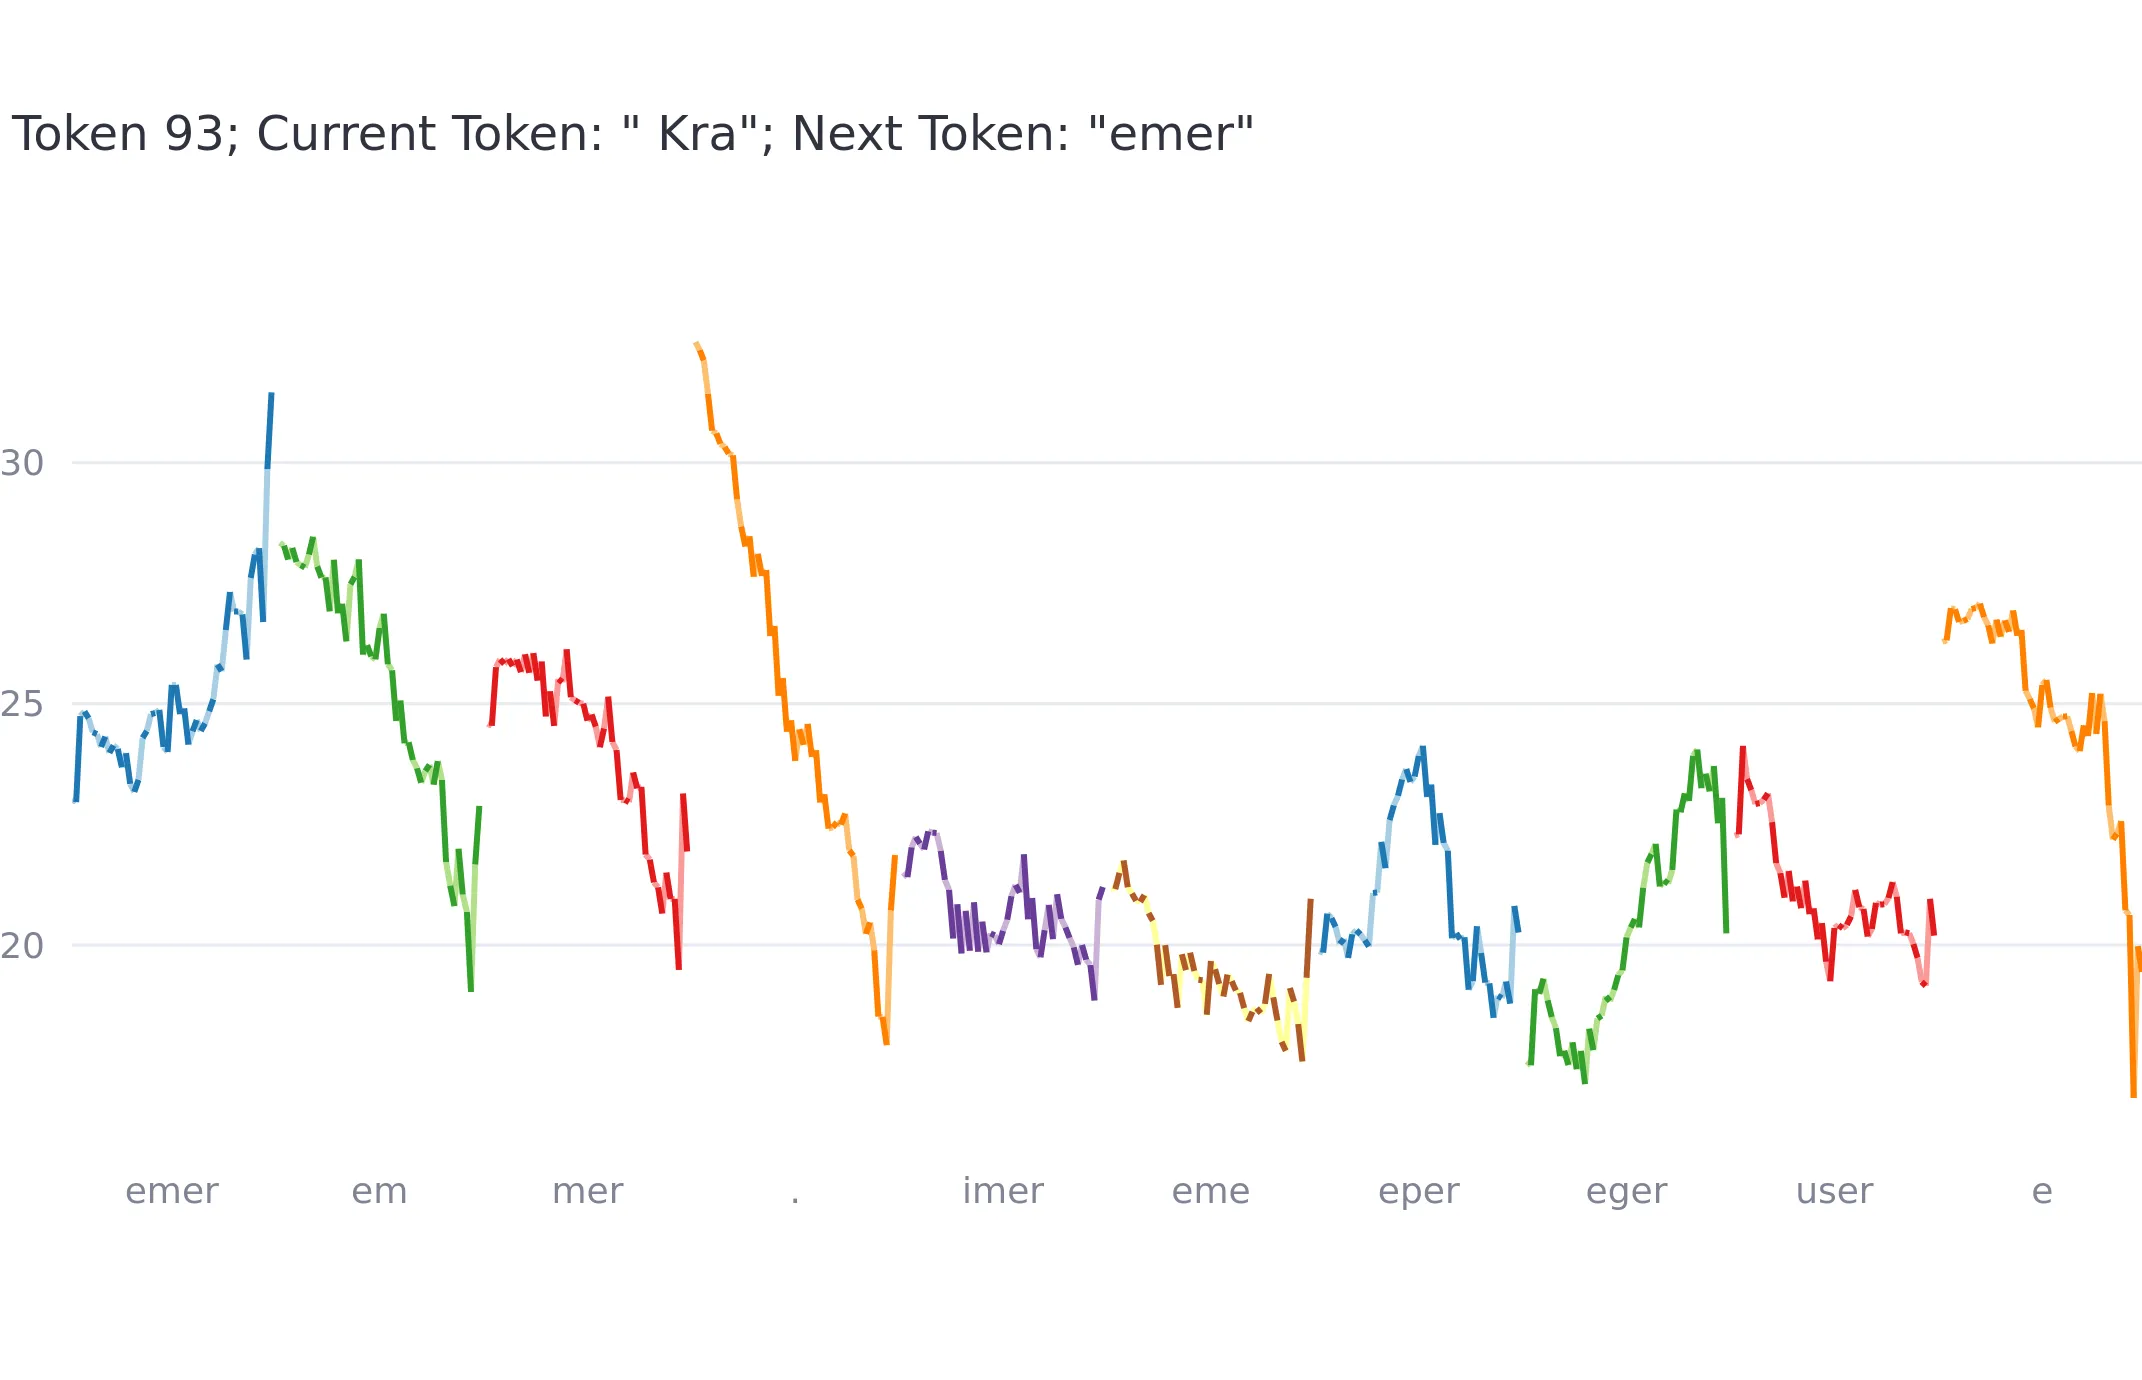 Token 93; Current Token: " Kra"; Next Token: "emer"
30
25
20
emer em mer . imer eme eper eger user e